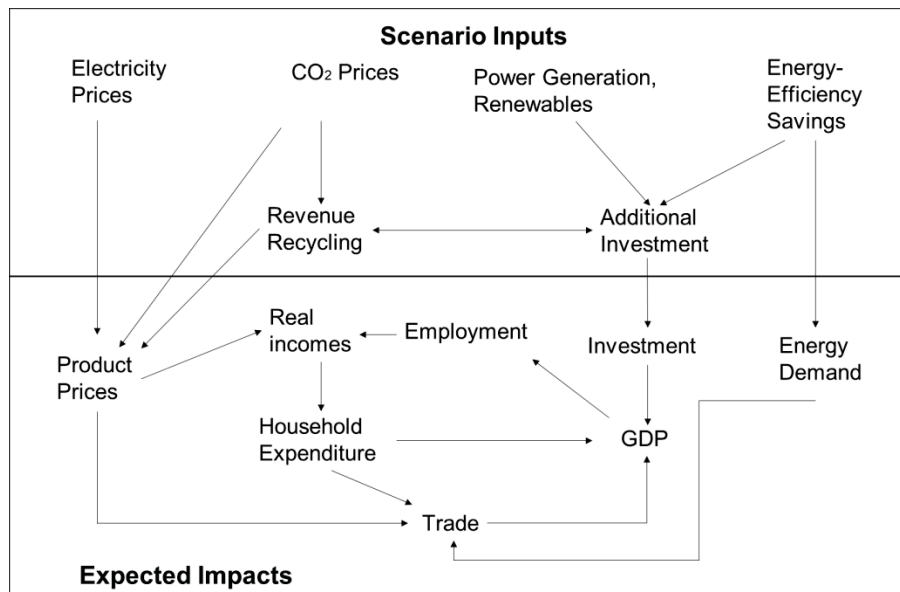 Scenario Inputs
Electricity
Prices
CO₂ Prices
Power Generation,
Renewables
Energy-
Efficiency
Savings
Revenue
Recycling
Additional
Investment
Real
incomes
Employment
Investment
Energy
Demand
Product
Prices
Household
Expenditure
GDP
Trade
Expected Impacts